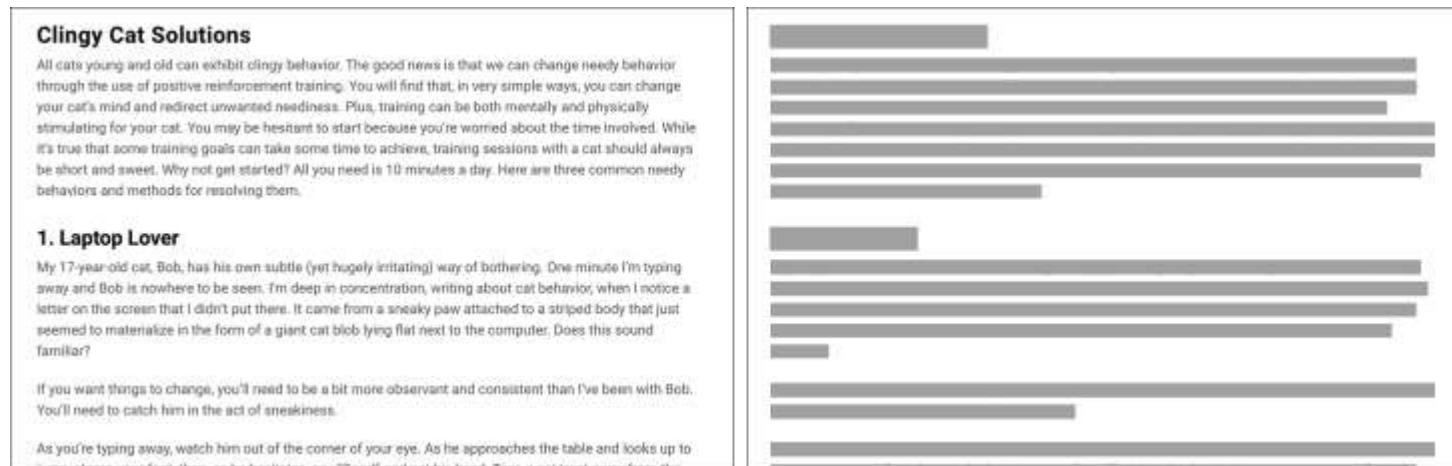 Clingy Cat Solutions
All cats young and old can exhibit clingy behavior. The good news is that we can change needy behavior
through the use of positive reinforcement training. You will find that, in very simple ways, you can change
your cat's mind and redirect unwanted neediness. Plus, training can be both mentally and physically
stimulating for your cat. You may be hesitant to start because you're worried about the time involved. While
it's true that some training goals can take some time to achieve, training sessions with a cat should always
be short and sweet. Why not get started? All you need is 10 minutes a day. Here are three common needy
behaviors and methods for resolving them.
1. Laptop Lover
My 17-year-old cat, Bob, has his own subtle (yet hugely irritating) way of bothering. One minute I'm typing
away and Bob is nowhere to be seen. I'm deep in concentration, writing about cat behavior, when I notice a
letter on the screen that I didn't put there. It came from a sneaky paw attached to a striped body that just
seemed to materialize in the form of a giant cat blob lying flat next to the computer. Does this sound
familiar?
If you want things to change, you'll need to be a bit more observant and consistent than I've been with Bob.
You'll need to catch him in the act of sneakiness.
As you're typing away, watch him out of the corner of your eye. As he approaches the table and looks up to